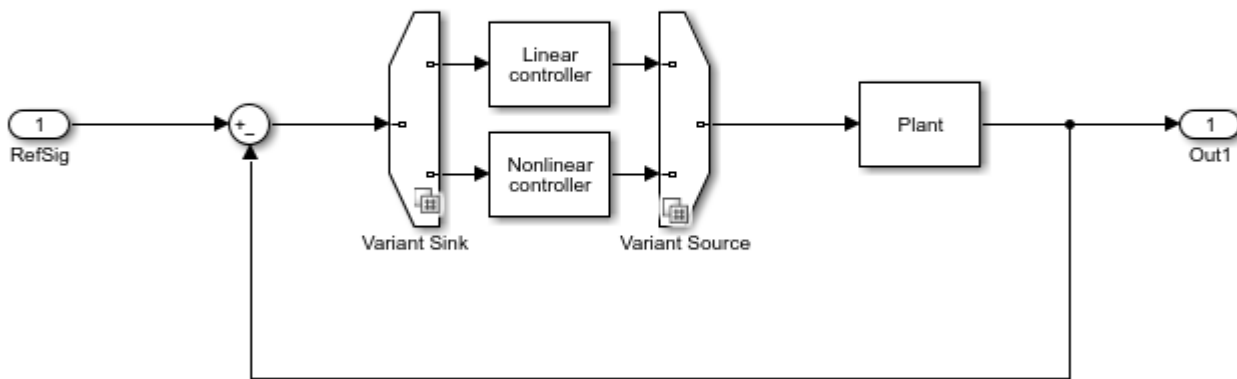 1
RefSig
+
-
Variant Sink
Linear
controller
Nonlinear
controller
Variant Source
Plant
1
Out1